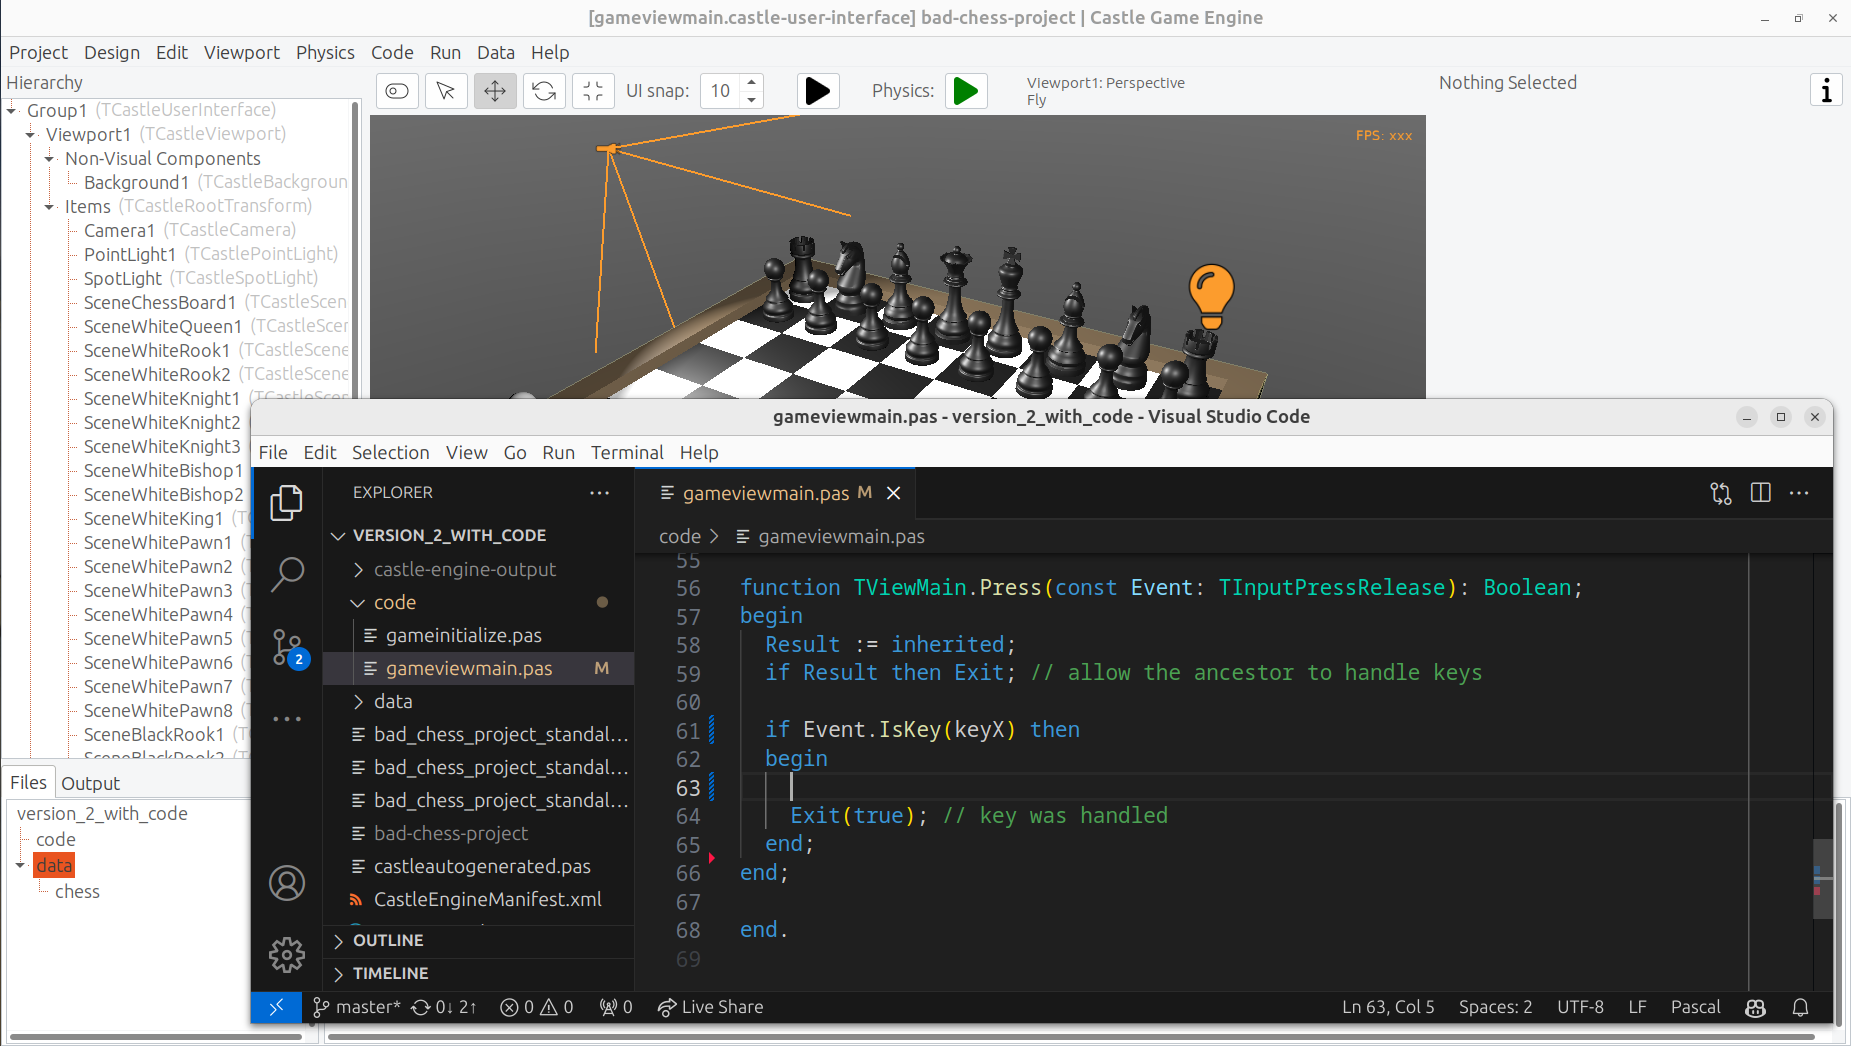 [gameviewmain.castle-user-interface] bad-chess-project | Castle Game Engine
Project Design Edit Viewport Physics Code Run Data Help
Hierarchy
UI snap: 10
Physics:
Viewport1: Perspective
Fly
Nothing Selected
FPS: xxx
Group1 (TCastleUserInterface)
Viewport1 (TCastleViewport)
Non-Visual Components
Background1 (TCastleBackgroun
Items (TCastleRootTransform)
Camera1 (TCastleCamera)
PointLight1 (TCastlePointLight)
SpotLight (TCastleSpotLight)
SceneChessBoard1 (TCastleScen
SceneWhiteQueen1 (TCastleScer
SceneWhiteRook1 (TCastleScene
SceneWhiteRook2 (TCastleScene
SceneWhiteKnight1 (TCastleScen
SceneWhiteKnight2
SceneWhiteKnight3
SceneWhiteBishop1
SceneWhiteBishop2
SceneWhiteKing1 (T
SceneWhitePawn1 (
SceneWhitePawn2 (
SceneWhitePawn3 (
SceneWhitePawn4 (
SceneWhitePawn5 (
SceneWhitePawn6 (
SceneWhitePawn7 (
SceneWhitePawn8 (
SceneBlackRook1 (T
SceneBlackRook2 (T
Files Output
version_2_with_code
code
data
chess
gameviewmain.pas - version_2_with_code - Visual Studio Code
File Edit Selection View Go Run Terminal Help
EXPLORER
VERSION_2_WITH_CODE
castle-engine-output
code
gameinitialize.pas
gameviewmain.pas M
data
bad_chess_project_standal...
bad_chess_project_standal...
bad_chess_project_standal...
bad-chess-project
castleautogenerated.pas
CastleEngineManifest.xml
OUTLINE
TIMELINE
2
gameviewmain.pas M
code > gameviewmain.pas
55
56 function TViewMain.Press(const Event: TInputPressRelease): Boolean;
57 begin
58 Result := inherited;
59 if Result then Exit; // allow the ancestor to handle keys
60
61 if Event.IsKey(keyX) then
62 begin
63
64 Exit(true); // key was handled
65 end;
66 end;
67
68 end.
69
master* 0↓ 2↑ 0 0 0 Live Share Ln 63, Col 5 Spaces: 2 UTF-8 LF Pascal